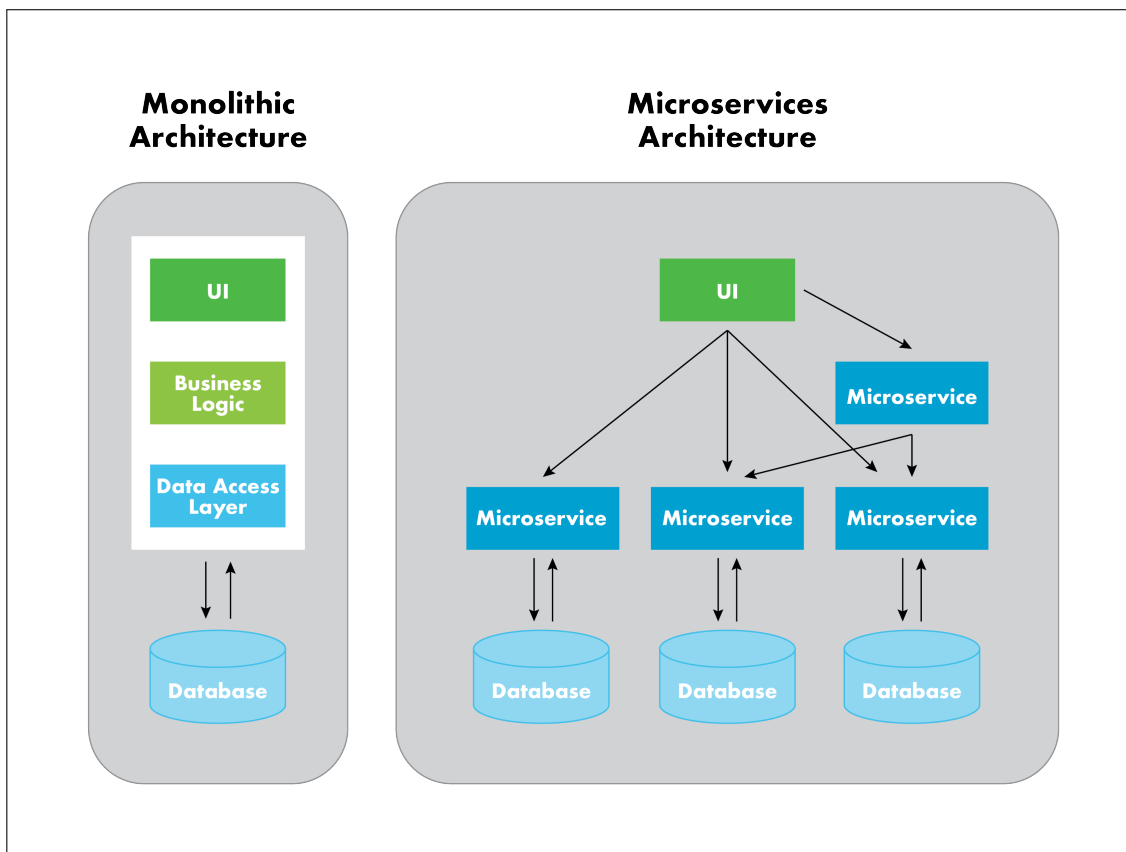 Monolithic
Architecture
UI
Business
Logic
Data Access
Layer
Database
Microservices
Architecture
UI
Microservice
Microservice
Microservice
Microservice
Database
Database
Database